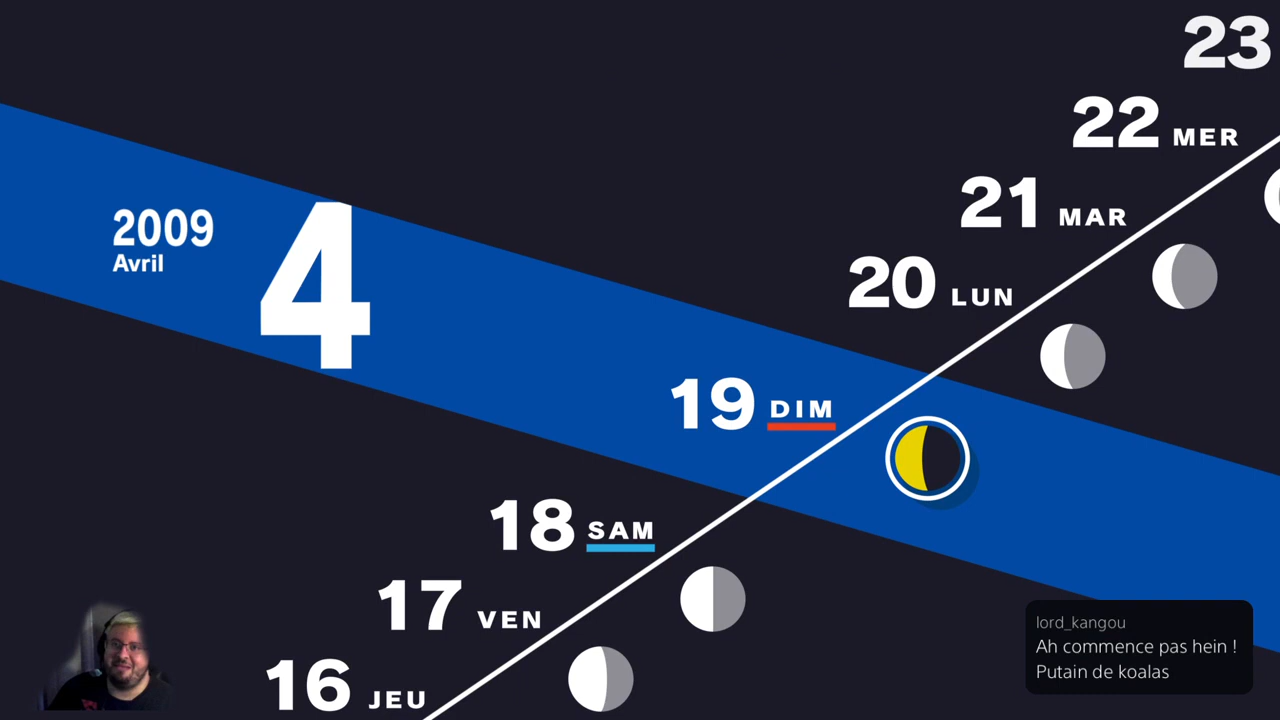 23
22 MER
21 MAR
2009
Avril
4
20 LUN
19 DIM
18 SAM
17 VEN
16 JEU
lord_kangou
Ah commence pas hein !
Putain de koalas